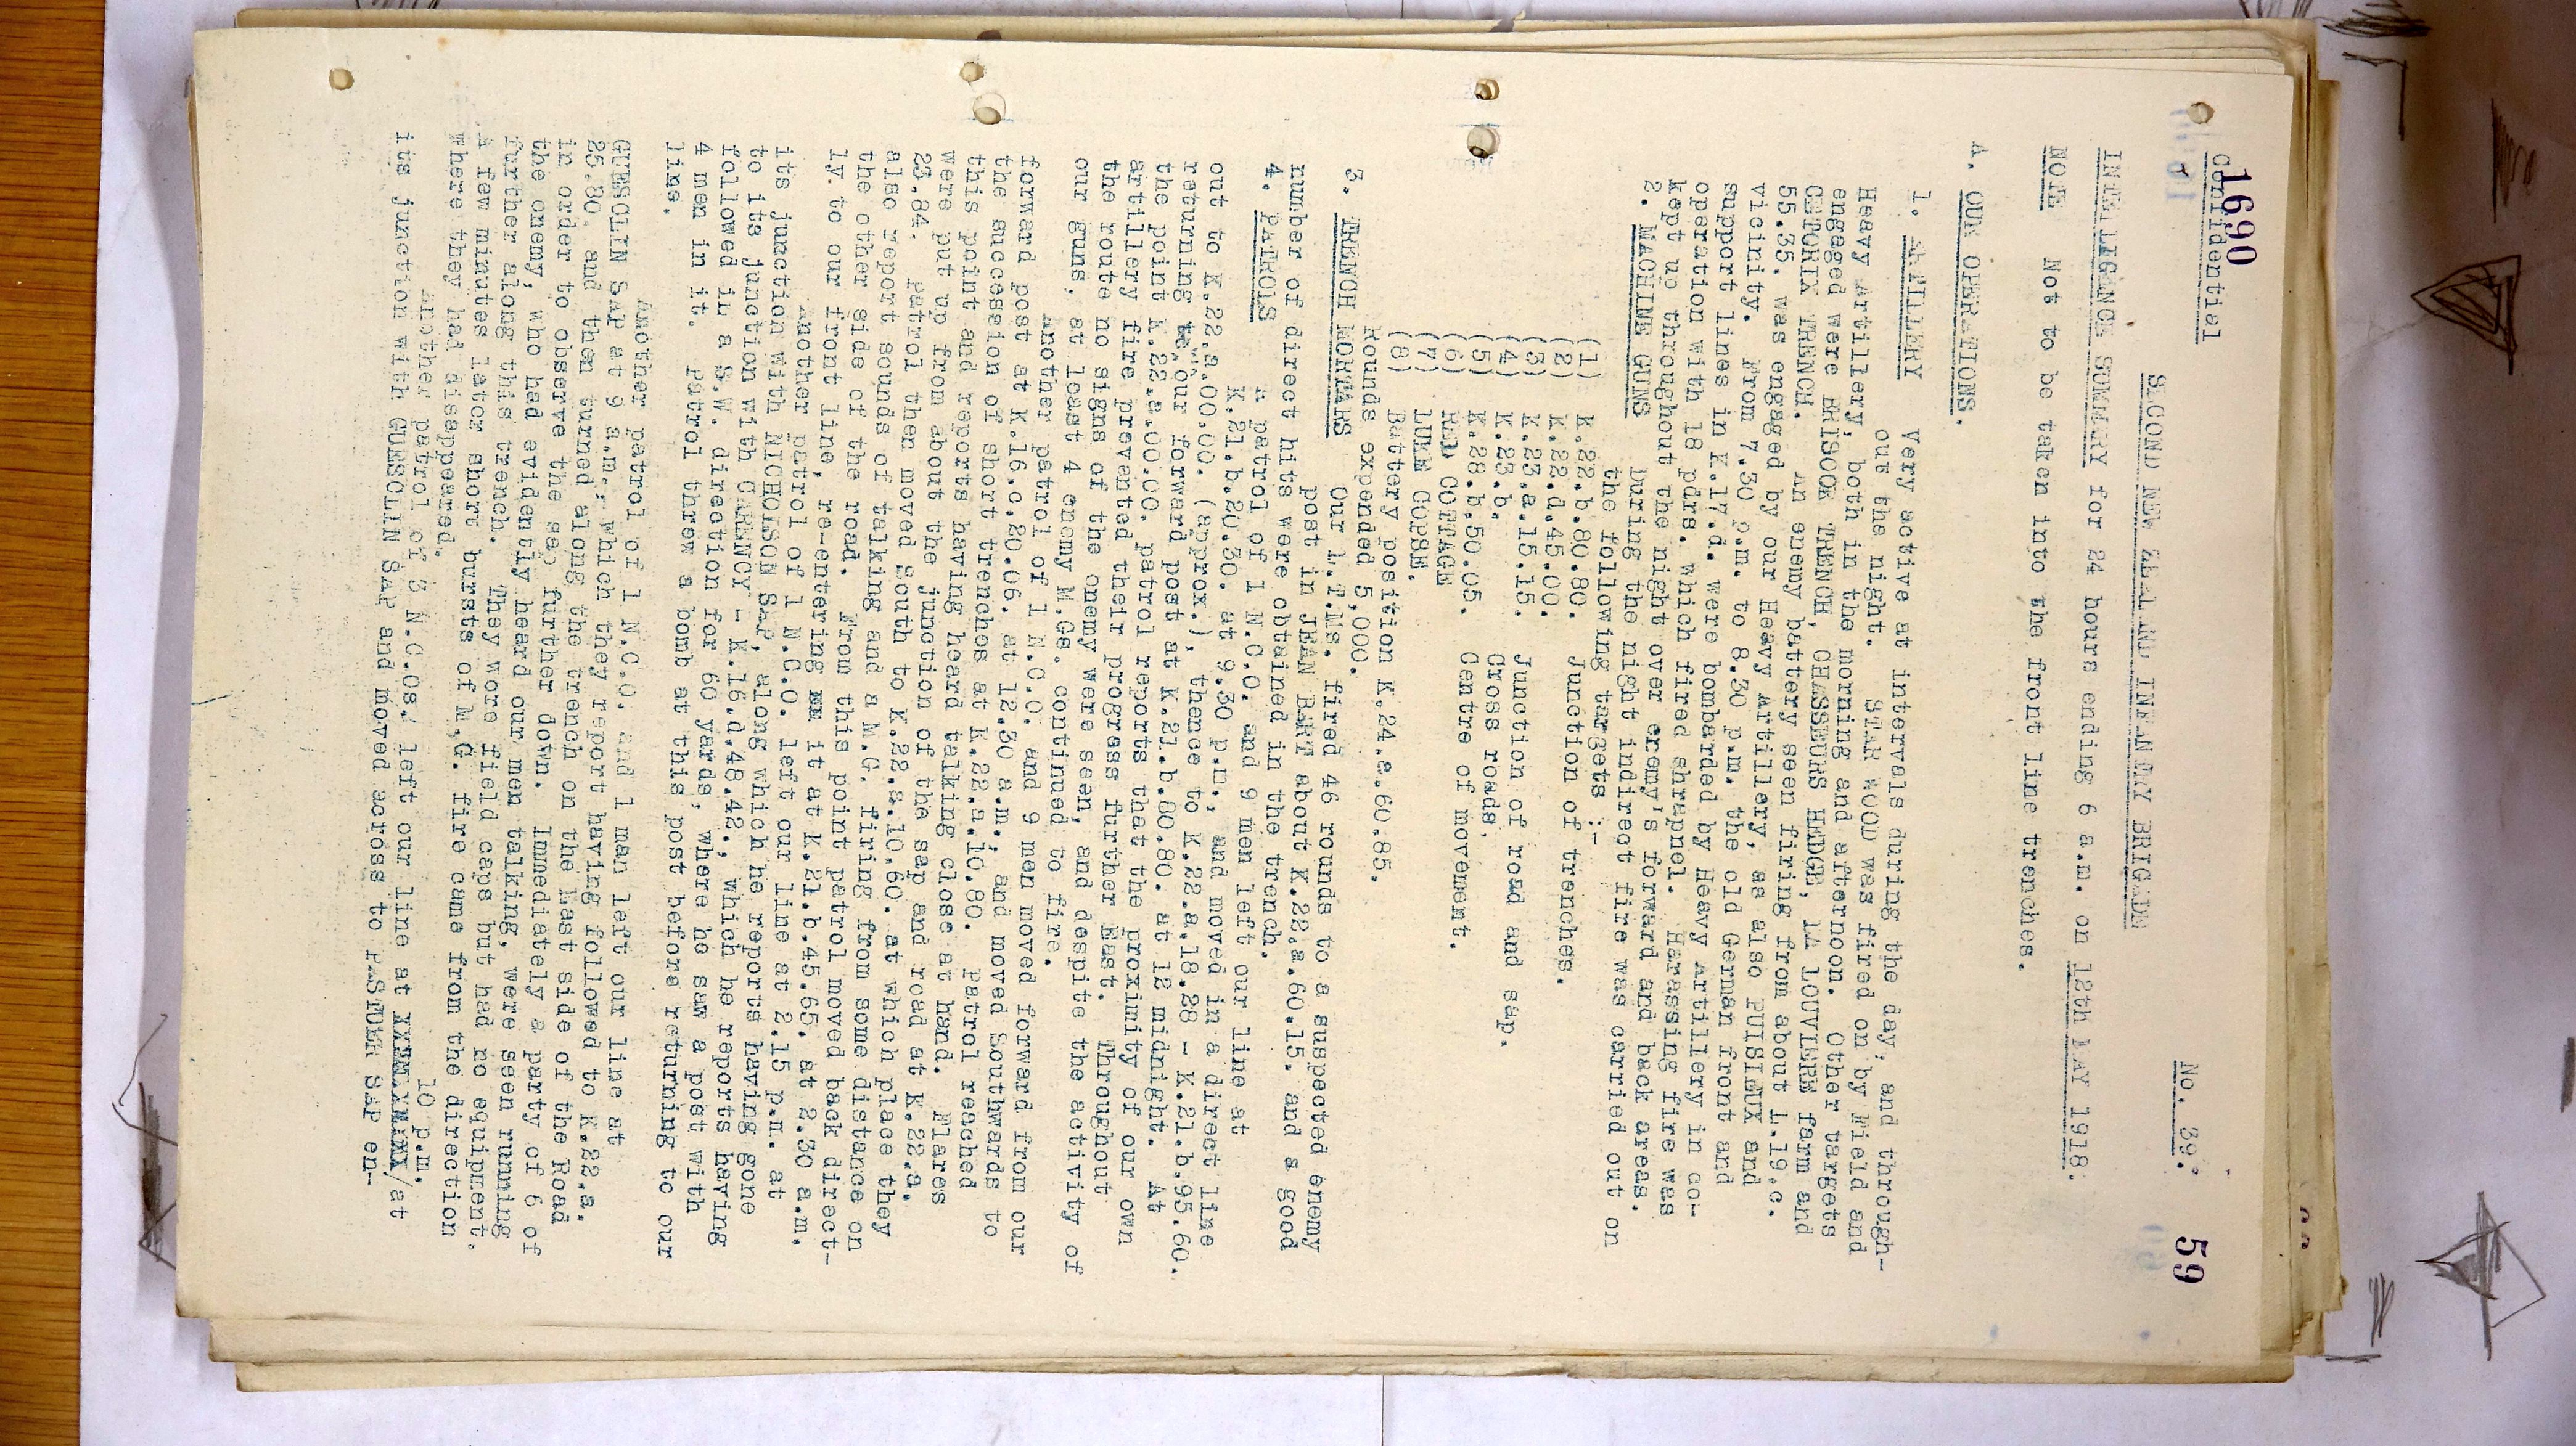 1690
Confidential
No. 39.
59
SECOND NEW ZEALAND INFANTRY BRIGADE
INTELLIGENCE SUMMARY for 24 hours ending 6 a.m. on 12th MAY 1918.
NOTE Not to be taken into the front line trenches.
A. OUR OPERATIONS.
1. ARTILLERY Very active at intervals during the day, and through-
out the night. STAR WOOD was fired on by Field and
Heavy Artillery, both in the morning and afternoon. Other targets
engaged were BRISOUX TRENCH, CHASSEURS HEDGE, LA LOUVIERE Farm and
TRENCH. An enemy battery seen firing from about L.19.c.
55.35. was engaged by our Heavy Artillery, as also PUISIEUX and
vicinity. From 7.30 p.m. to 8.30 p.m. the old German front and
support lines in K.17.d. were bombarded by Heavy Artillery in co-
operation with 18 pdrs. which fired shrapnel. Harassing fire was
kept up throughout the night over enemy's forward and back areas.
2. MACHINE GUNS During the night indirect fire was carried out on
the following targets :-
(1) K.22.b.80.80. Junction of trenches.
(2) K.22.d.45.00.
(3) K.23.a.15.15. Junction of road and sap.
(4) K.23.b. Cross roads.
(5) K.28.b.50.05. Centre of movement.
(6) RED COTTAGE
(7) LUKE COPSE.
(8) Battery position K.24.a.60.85.
Rounds expended 5,000.
3. TRENCH MORTARS Our L.T.Ms. fired 46 rounds to a suspected enemy
post in JEAN BART about K.22.a.60.15. and a good
number of direct hits were obtained in the trench.
4. PATROLS A patrol of 1 N.C.O. and 9 men left our line at
K.21.b.20.30. at 9.30 p.m., and moved in a direct line
out to K.22.a.00.00. (approx.), thence to K.22.a.18.28 - K.21.b.95.60.
returning to our forward post at K.21.b.80.80. at 12 midnight. At
the point K.22.a.00.00. patrol reports that the proximity of our own
artillery fire prevented their progress further East. Throughout
the route no signs of the enemy were seen, and despite the activity of
our guns, at least 4 enemy M.Gs. continued to fire.
Another patrol of 1 N.C.O. and 9 men moved forward from our
forward post at K.16.c.20.06. at 12.30 a.m., and moved Southwards to
the succession of short trenches at K.22.a.10.80. Patrol reached
this point and reports having heard talking close at hand. Flares
were put up from about the junction of the sap and road at K.22.a.
23.84. Patrol then moved South to K.22.a.10.60. at which place they
also report sounds of talking and a M.G. firing from some distance on
the other side of the road. From this point patrol moved back direct-
ly to our front line, re-entering it at K.21.b.45.65. at 2.30 a.m.
Another patrol of 1 N.C.O. left our line at 2.15 p.m. at
its junction with NICHOLSON SAP, along which he reports having gone
to its junction with CARENCY - K.16.d.48.42., which he reports having
followed in a S.W. direction for 60 yards, where he saw a post with
4 men in it. Patrol threw a bomb at this post before returning to our
line.
Another patrol of 1 N.C.O. and 1 man left our line at
GUESCLIN SAP at 9 a.m., which they report having followed to K.22.a.
25.80. and then turned along the trench on the East side of the Road
in order to observe the sap further down. Immediately a party of 6 of
the enemy, who had evidently heard our men talking, were seen running
further along this trench. They wore field caps but had no equipment.
A few minutes later short bursts of M.G. fire came from the direction
where they had disappeared.
10 p.m.
Another patrol of 3 N.C.Os. left our line at /at
its junction with GUESCLIN SAP and moved across to PASTEUR SAP en-